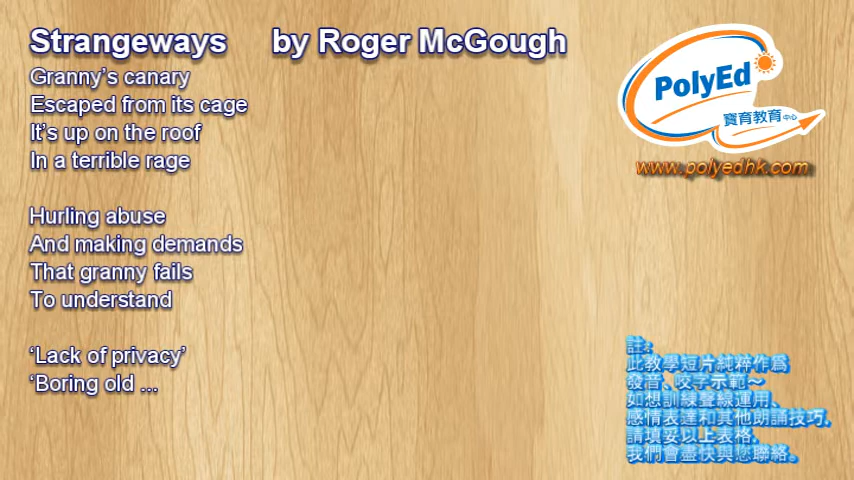 Strangeways by Roger McGough
Granny's canary
Escaped from its cage
It's up on the roof
In a terrible rage
Hurling abuse
And making demands
That granny fails
To understand
‘Lack of privacy’
‘Boring old ...
PolyEd
寶育教育中心
www.polyedhk.com
註:
此教學短片純粹作為
發音、咬字示範～
如想訓練聲線運用、
感情表達和其他朗誦技巧,
請填妥以上表格,
我們會盡快與您聯絡。